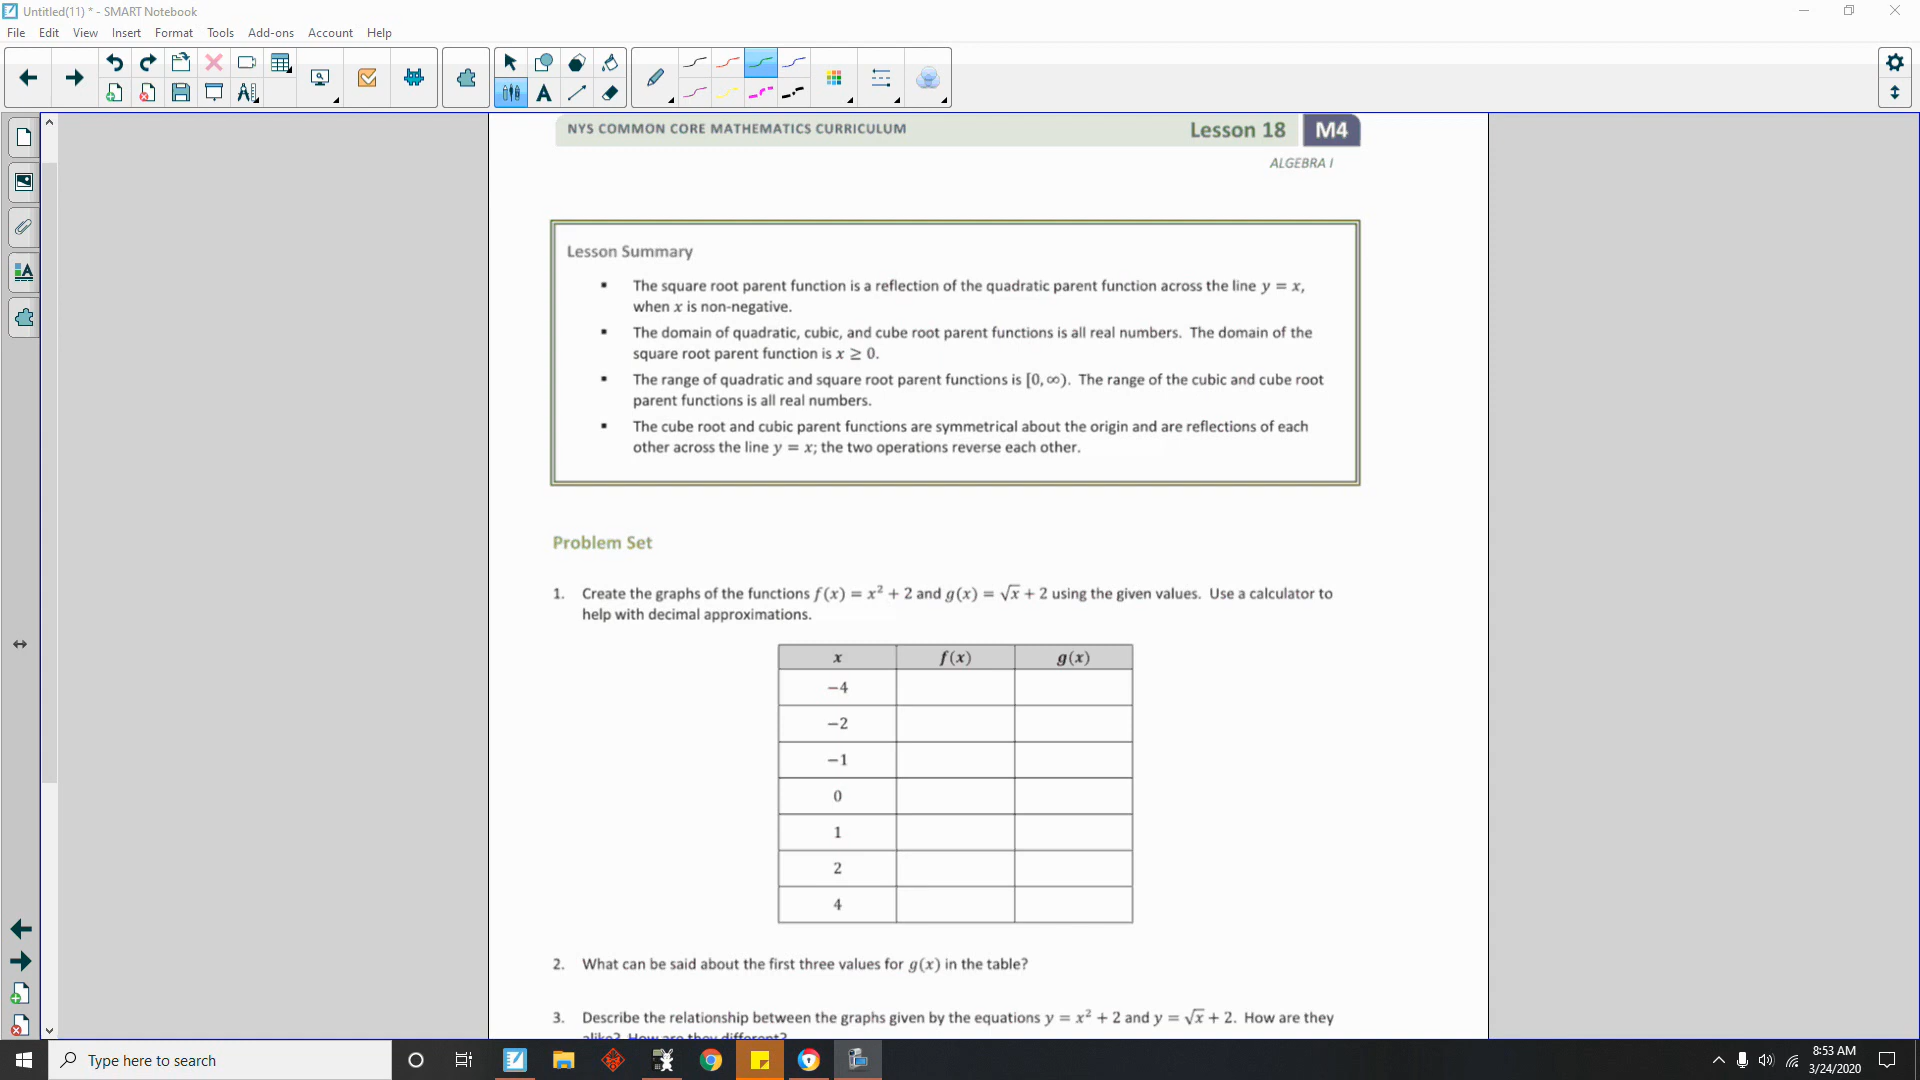 Untitled(11) * - SMART Notebook
File Edit View Insert Format Tools Add-ons Account Help
NYS COMMON CORE MATHEMATICS CURRICULUM Lesson 18 M4
ALGEBRA I
Lesson Summary
▪ The square root parent function is a reflection of the quadratic parent function across the line y = x,
when x is non-negative.
▪ The domain of quadratic, cubic, and cube root parent functions is all real numbers. The domain of the
square root parent function is x ≥ 0.
▪ The range of quadratic and square root parent functions is [0, ∞). The range of the cubic and cube root
parent functions is all real numbers.
▪ The cube root and cubic parent functions are symmetrical about the origin and are reflections of each
other across the line y = x; the two operations reverse each other.
Problem Set
1. Create the graphs of the functions f(x) = x² + 2 and g(x) = √x + 2 using the given values. Use a calculator to
help with decimal approximations.
x f(x) g(x)
−4
−2
−1
0
1
2
4
2. What can be said about the first three values for g(x) in the table?
3. Describe the relationship between the graphs given by the equations y = x² + 2 and y = √x + 2. How are they
alike? How are they different?
Type here to search
8:53 AM
3/24/2020